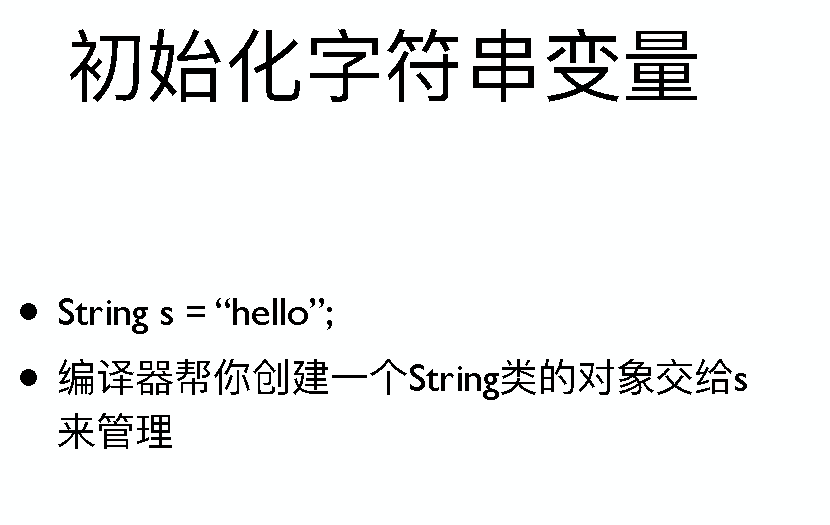 初始化字符串变量
• String s = “hello”;
• 编译器帮你创建一个String类的对象交给s
来管理